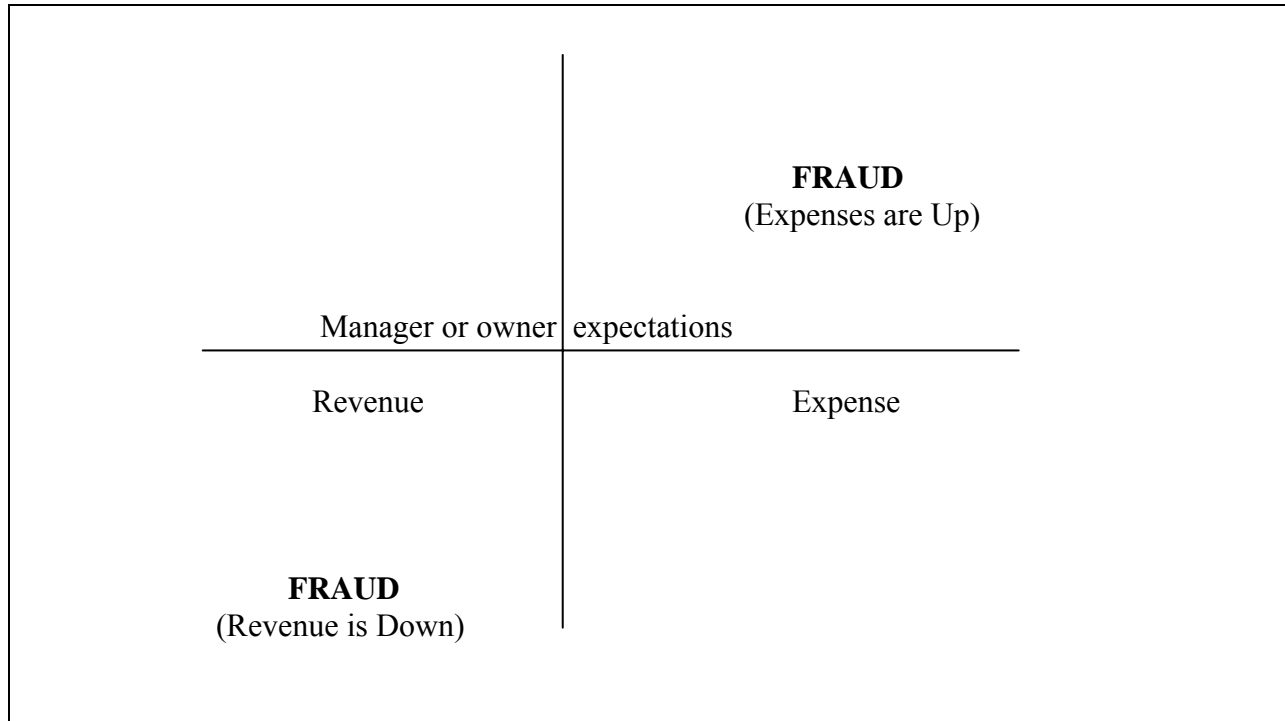 FRAUD
(Expenses are Up)
Manager or owner expectations
Revenue Expense
FRAUD
(Revenue is Down)